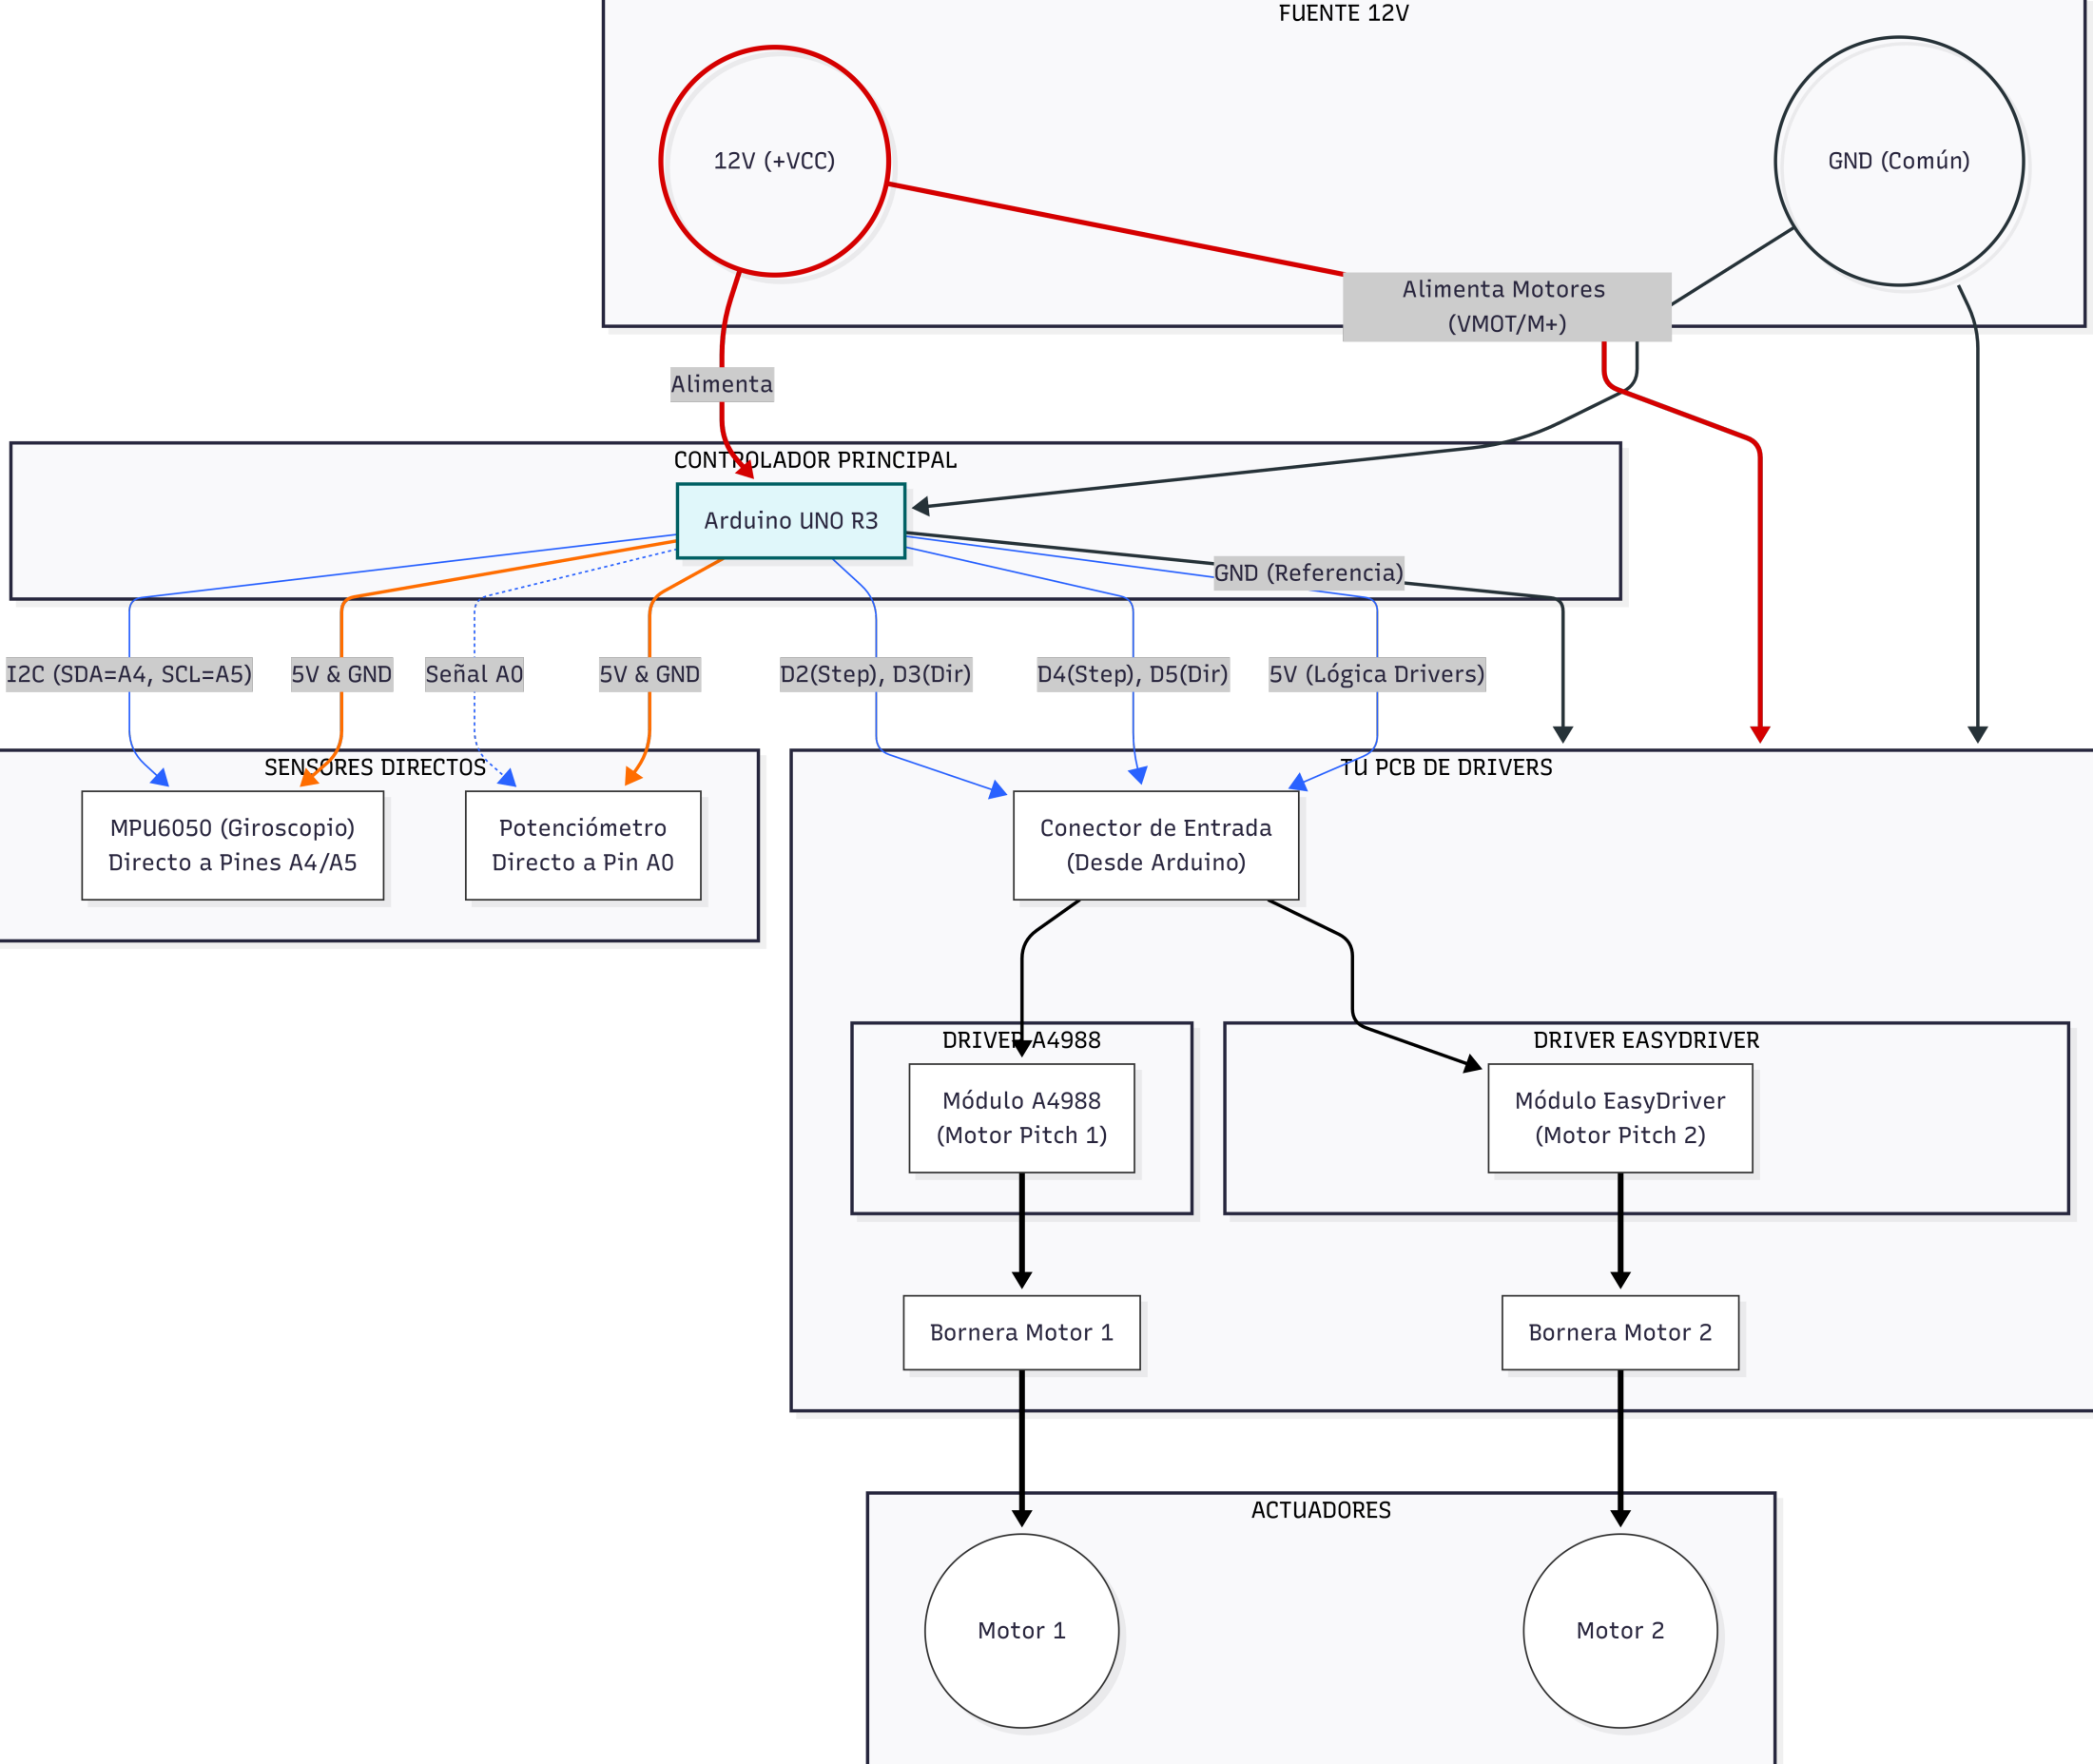 FUENTE 12V
12V (+VCC)
GND (Común)
Alimenta Motores
(VMOT/M+)
Alimenta
CONTROLADOR PRINCIPAL
Arduino UNO R3
GND (Referencia)
I2C (SDA=A4, SCL=A5)
5V & GND
Señal A0
5V & GND
D2(Step), D3(Dir)
D4(Step), D5(Dir)
5V (Lógica Drivers)
SENSORES DIRECTOS
TU PCB DE DRIVERS
MPU6050 (Giroscopio)
Directo a Pines A4/A5
Potenciómetro
Directo a Pin A0
Conector de Entrada
(Desde Arduino)
DRIVER A4988
DRIVER EASYDRIVER
Módulo A4988
(Motor Pitch 1)
Módulo EasyDriver
(Motor Pitch 2)
Bornera Motor 1
Bornera Motor 2
ACTUADORES
Motor 1
Motor 2